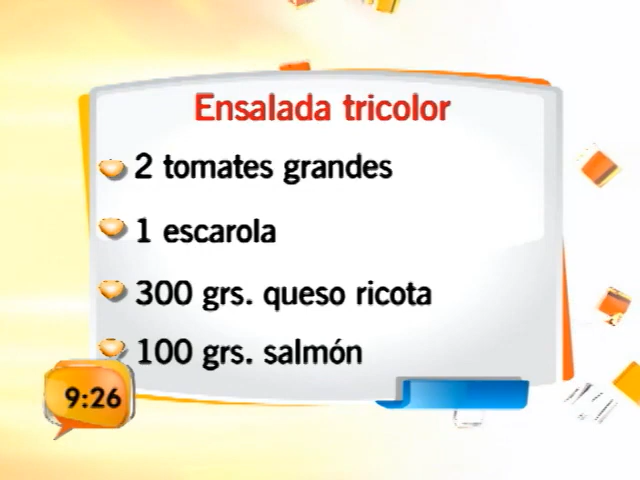 Ensalada tricolor
2 tomates grandes
1 escarola
300 grs. queso ricota
100 grs. salmón
9:26